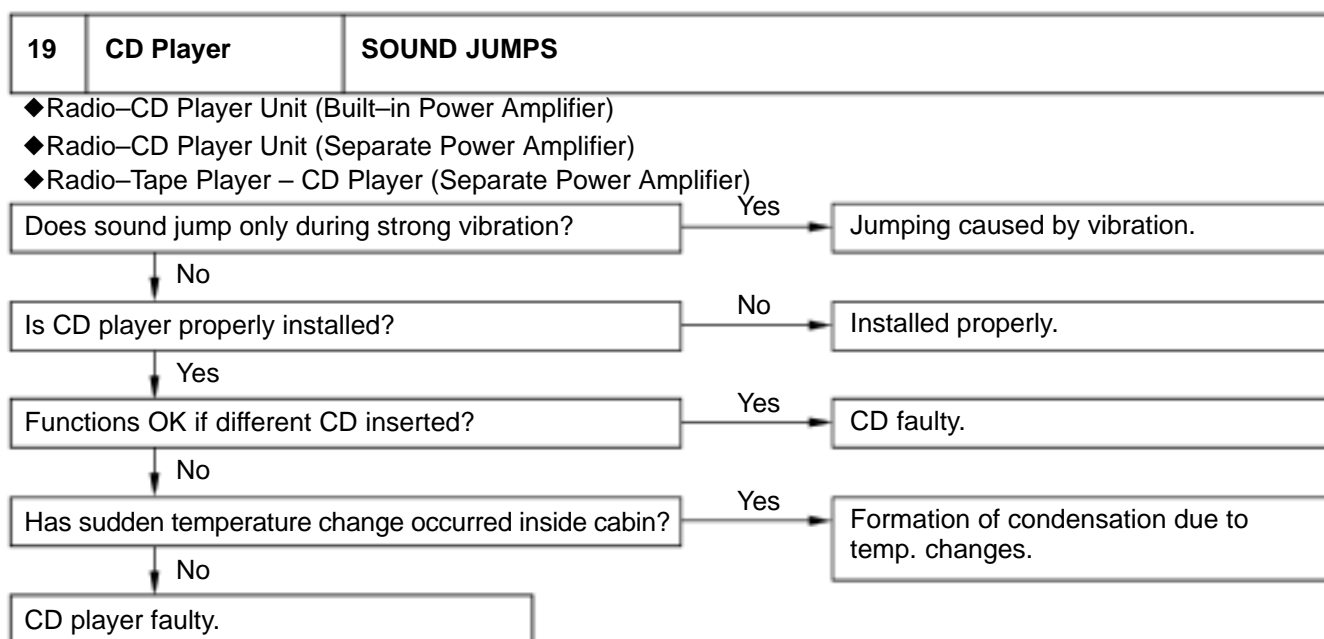 19 CD Player SOUND JUMPS
◆Radio–CD Player Unit (Built–in Power Amplifier)
◆Radio–CD Player Unit (Separate Power Amplifier)
◆Radio–Tape Player – CD Player (Separate Power Amplifier)
Does sound jump only during strong vibration?
Yes
Jumping caused by vibration.
No
Is CD player properly installed?
No
Installed properly.
Yes
Functions OK if different CD inserted?
Yes
CD faulty.
No
Has sudden temperature change occurred inside cabin?
Yes
Formation of condensation due to
temp. changes.
No
CD player faulty.